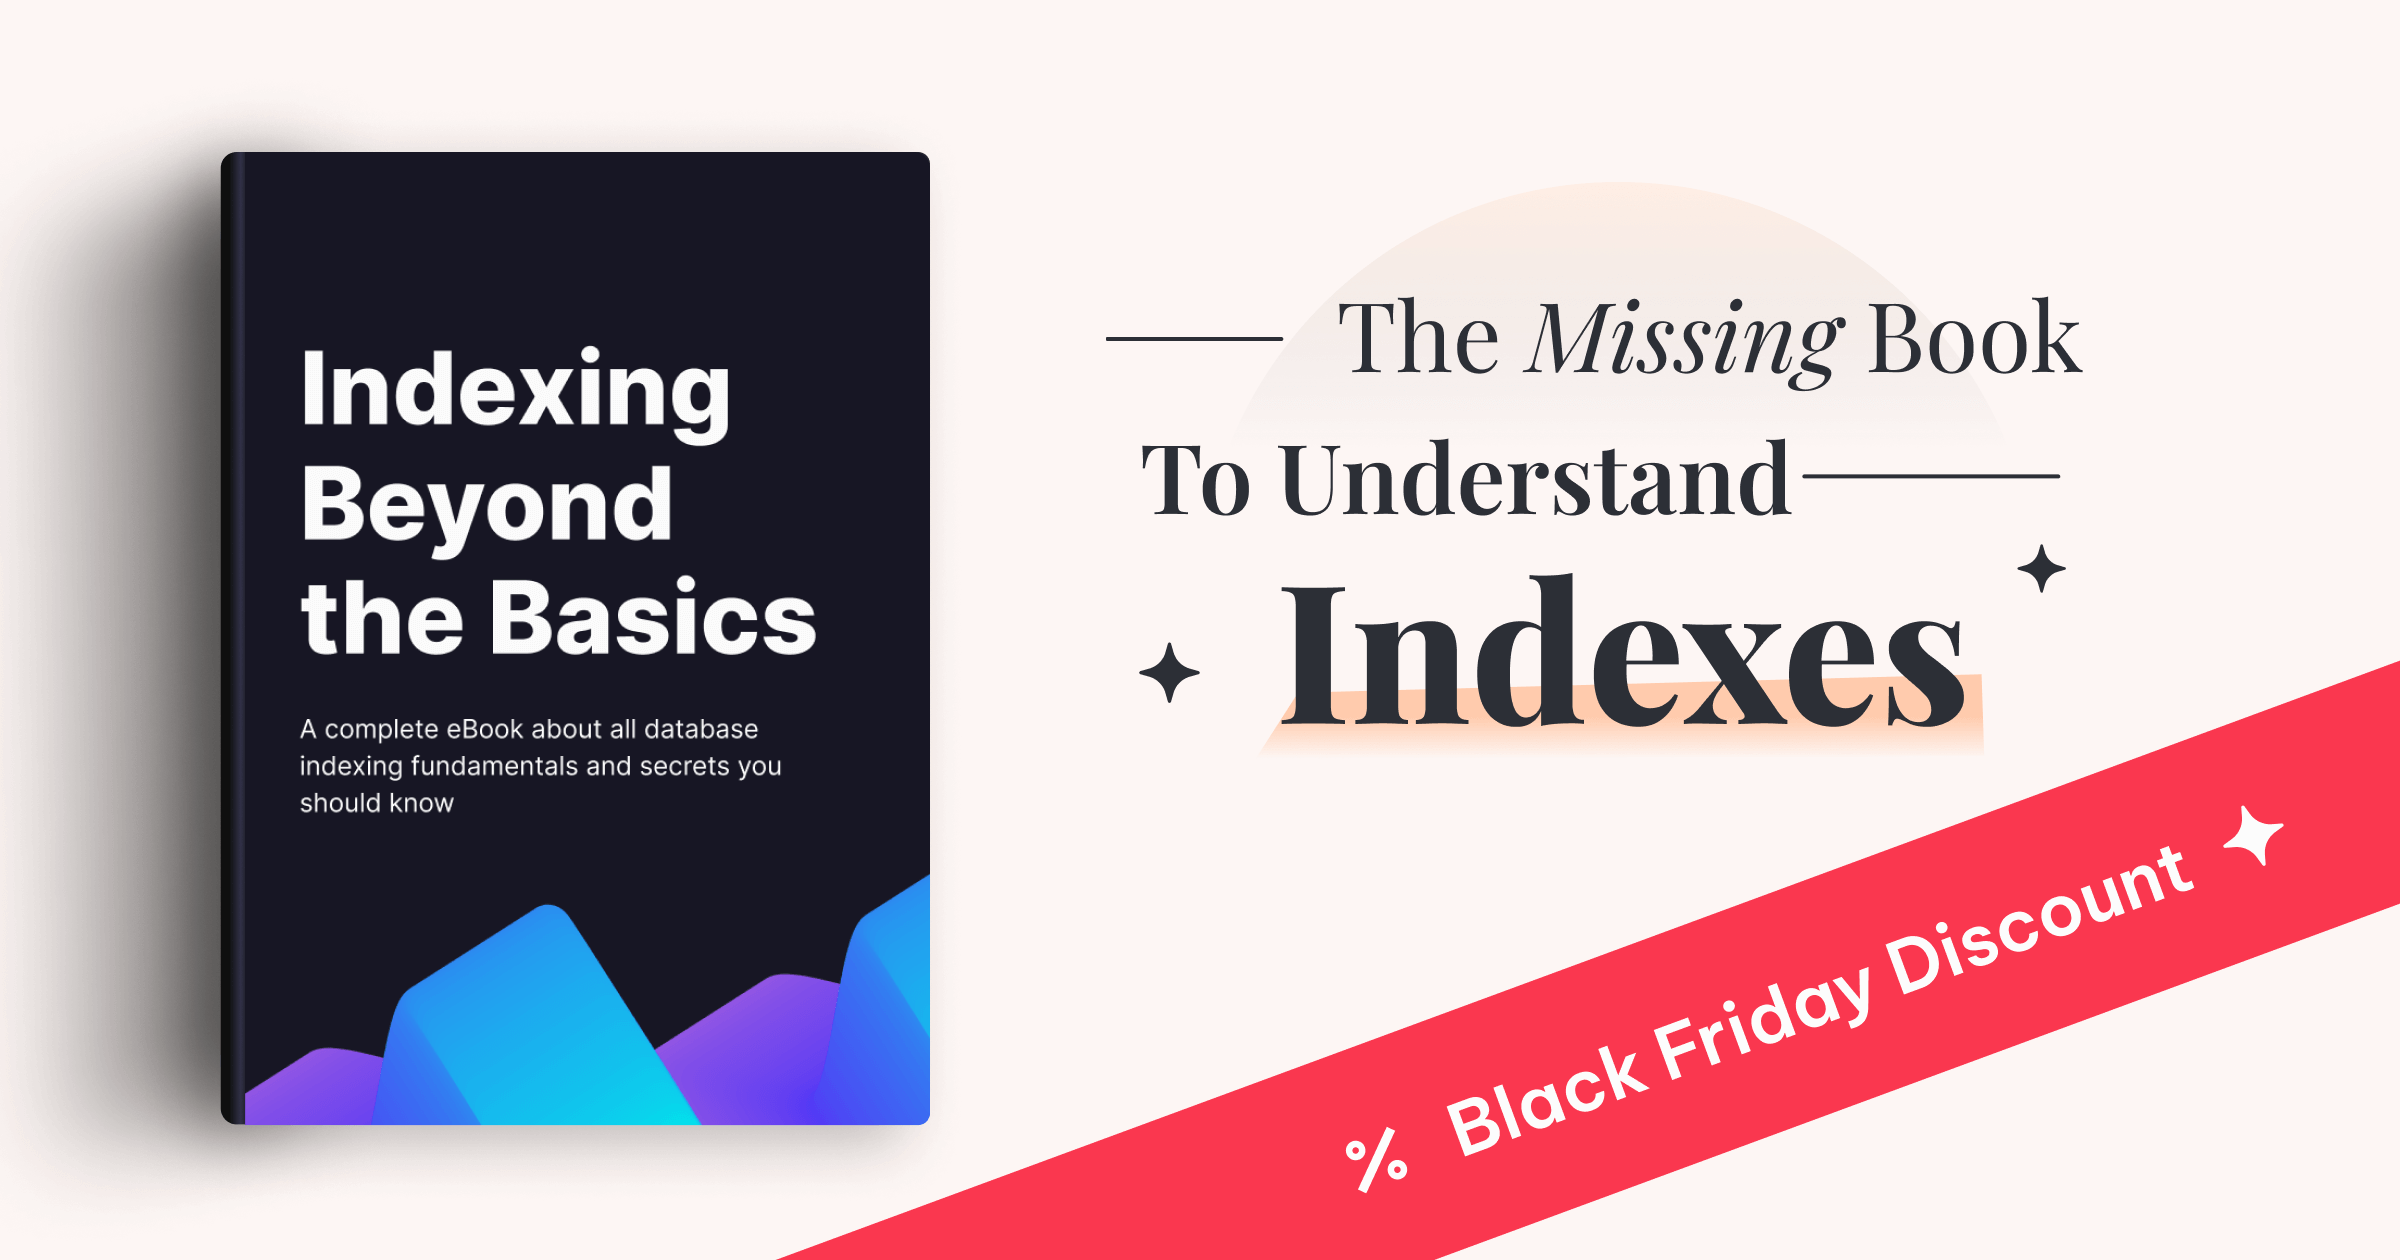 Indexing
Beyond
the Basics
A complete eBook about all database
indexing fundamentals and secrets you
should know
The Missing Book
To Understand
Indexes
% Black Friday Discount